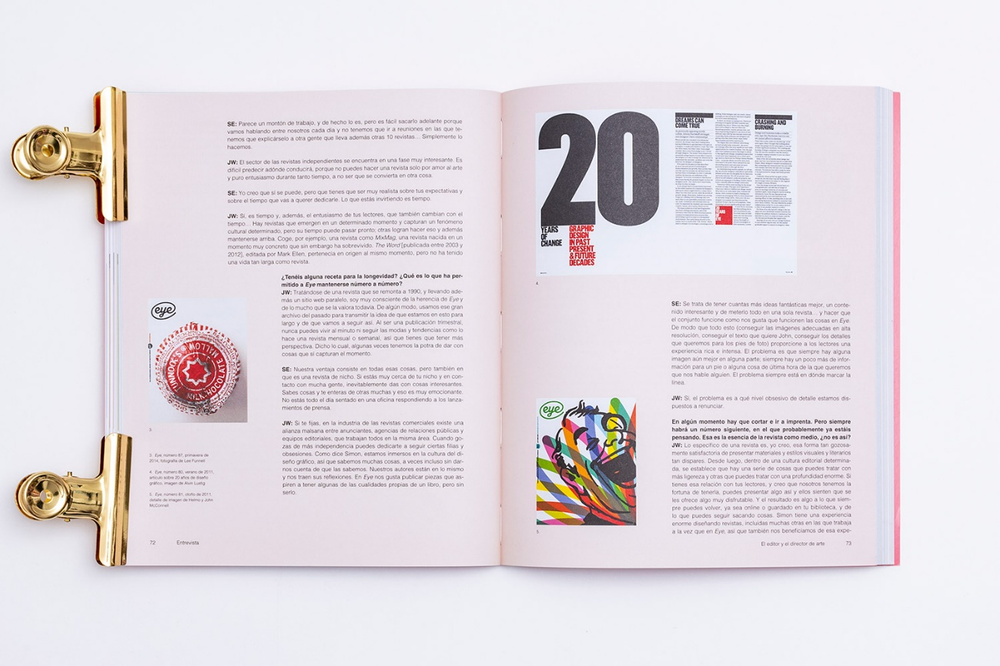 SE: Parece un montón de trabajo, y de hecho lo es, pero es fácil sacarlo adelante porque
vamos hablando entre nosotros cada día y no tenemos que ir a reuniones en las que te-
nemos que explicárselo a otra gente que lleva además otras 10 revistas... Simplemente lo
hacemos.
JW: El sector de las revistas independientes se encuentra en una fase muy interesante. Es
difícil predecir adónde conducirá, porque no puedes hacer una revista solo por amor al arte
y puro entusiasmo durante tanto tiempo, a no ser que se convierta en otra cosa.
SE: Yo creo que sí se puede, pero que tienes que ser muy realista sobre tus expectativas y
sobre el tiempo que vas a querer dedicarle. Lo que estás invirtiendo es tiempo.
JW: Sí, es tiempo y, además, el entusiasmo de tus lectores, que también cambian con el
tiempo... Hay revistas que emergen en un determinado momento y capturan un fenómeno
cultural determinado, pero su tiempo puede pasar pronto; otras logran hacer eso y además
mantenerse arriba. Coge, por ejemplo, una revista como MixMag, una revista nacida en un
momento muy concreto que sin embargo ha sobrevivido. The Word [publicada entre 2003 y
2012], editada por Mark Ellen, pertenecía en origen al mismo momento, pero no ha tenido
una vida tan larga como revista.
¿Tenéis alguna receta para la longevidad? ¿Qué es lo que ha per-
mitido a Eye mantenerse número a número?
JW: Tratándose de una revista que se remonta a 1990, y llevando ade-
más un sitio web paralelo, soy muy consciente de la herencia de Eye y
de lo mucho que se la valora todavía. De algún modo, usamos ese gran
archivo del pasado para transmitir la idea de que estamos en esto para
largo y de que vamos a seguir así. Al ser una publicación trimestral,
nunca puedes vivir al minuto ni seguir las modas y tendencias como lo
hace una revista mensual o semanal, así que tienes que tener más
perspectiva. Dicho lo cual, algunas veces tenemos la potra de dar con
cosas que sí capturan el momento.
SE: Nuestra ventaja consiste en todas esas cosas, pero también en
que es una revista de nicho. Si estás muy cerca de tu nicho y en con-
tacto con mucha gente, inevitablemente das con cosas interesantes.
Sabes cosas y te enteras de otras muchas y eso es muy emocionante.
No estás todo el día sentado en una oficina respondiendo a los lanza-
mientos de prensa.
JW: Si te fijas, en la industria de las revistas comerciales existe una
alianza malsana entre anunciantes, agencias de relaciones públicas y
equipos editoriales, que trabajan todos en la misma área. Cuando go-
zas de más independencia puedes dedicarte a seguir ciertas filias y
obsesiones. Como dice Simon, estamos inmersos en la cultura del di-
seño gráfico, así que sabemos muchas cosas, a veces incluso sin dar-
nos cuenta de que las sabemos. Nuestros autores están en lo mismo
y nos traen sus reflexiones. En Eye nos gusta publicar piezas que as-
piren a tener algunas de las cualidades propias de un libro, pero sin
serlo.
eye
TUNNOCK'S
MILK-CHOCOLATE MALLOW
3.
3. Eye, número 87, primavera de
2014, fotografía de Lee Funnell
4. Eye, número 80, verano de 2011,
artículo sobre 20 años de diseño
gráfico, imagen de Alvin Lustig
5. Eye, número 81, otoño de 2011,
detalle de imagen de Helmo y John
McConnell
72 Entrevista
20
YEARS
OF
CHANGE
GRAPHIC
DESIGN
IN PAST
PRESENT
& FUTURE
DECADES
DREAMS CAN
COME TRUE
CRASHING AND
BURNING
20
YEARS
OF
EYE
4.
SE: Se trata de tener cuantas más ideas fantásticas mejor, un conte-
nido interesante y de meterlo todo en una sola revista... y hacer que
el conjunto funcione como nos gusta que funcionen las cosas en Eye.
De modo que todo esto (conseguir las imágenes adecuadas en alta
resolución, conseguir el texto que quiere John, conseguir los detalles
que queremos para los pies de foto) proporcione a los lectores una
experiencia rica e intensa. El problema es que siempre hay alguna
imagen aún mejor en alguna parte; siempre hay un poco más de infor-
mación para un pie o alguna cosa de última hora de la que queremos
que nos hable alguien. El problema siempre está en dónde marcar la
línea.
JW: Sí, el problema es a qué nivel obsesivo de detalle estamos dis-
puestos a renunciar.
En algún momento hay que cortar e ir a imprenta. Pero siempre
habrá un número siguiente, en el que probablemente ya estáis
pensando. Esa es la esencia de la revista como medio, ¿no es así?
JW: Lo específico de una revista es, yo creo, esa forma tan gozosa-
mente satisfactoria de presentar materiales y estilos visuales y literarios
tan dispares. Desde luego, dentro de una cultura editorial determina-
da, se establece que hay una serie de cosas que puedes tratar con
más ligereza y otras que puedes tratar con una profundidad enorme. Si
tienes esa relación con tus lectores, y creo que nosotros tenemos la
fortuna de tenerla, puedes presentar algo así y ellos sienten que se
les ofrece algo muy disfrutable. Y el resultado es algo a lo que siem-
pre puedes volver, ya sea online o guardado en tu biblioteca, y de
lo que puedes seguir sacando cosas. Simon tiene una experiencia
enorme diseñando revistas, incluidas muchas otras en las que trabaja
a la vez que en Eye, así que también nos beneficiamos de esa expe-
eye
5.
El editor y el director de arte 73